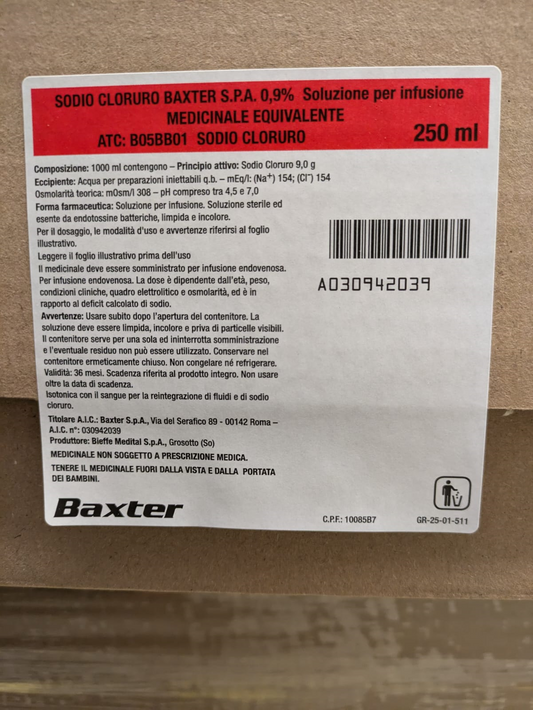 SODIO CLORURO BAXTER S.P.A. 0,9% Soluzione per infusione
MEDICINALE EQUIVALENTE
ATC: B05BB01 SODIO CLORURO
250 ml
Composizione: 1000 ml contengono – Principio attivo: Sodio Cloruro 9,0 g
Eccipiente: Acqua per preparazioni iniettabili q.b. – mEq/l: (Na⁺) 154; (Cl⁻) 154
Osmolarità teorica: mOsm/l 308 – pH compreso tra 4,5 e 7,0
Forma farmaceutica: Soluzione per infusione. Soluzione sterile ed
esente da endotossine batteriche, limpida e incolore.
Per il dosaggio, le modalità d'uso e avvertenze riferirsi al foglio
illustrativo.
Leggere il foglio illustrativo prima dell'uso
Il medicinale deve essere somministrato per infusione endovenosa.
Per infusione endovenosa. La dose è dipendente dall'età, peso,
condizioni cliniche, quadro elettrolitico e osmolarità, ed è in
rapporto al deficit calcolato di sodio.
Avvertenze: Usare subito dopo l'apertura del contenitore. La
soluzione deve essere limpida, incolore e priva di particelle visibili.
Il contenitore serve per una sola ed ininterrotta somministrazione
e l'eventuale residuo non può essere utilizzato. Conservare nel
contenitore ermeticamente chiuso. Non congelare né refrigerare.
Validità: 36 mesi. Scadenza riferita al prodotto integro. Non usare
oltre la data di scadenza.
Isotonica con il sangue per la reintegrazione di fluidi e di sodio
cloruro.
A030942039
Titolare A.I.C.: Baxter S.p.A., Via del Serafico 89 - 00142 Roma –
A.I.C. n°: 030942039
Produttore: Bieffe Medital S.p.A., Grosotto (So)
MEDICINALE NON SOGGETTO A PRESCRIZIONE MEDICA.
TENERE IL MEDICINALE FUORI DALLA VISTA E DALLA PORTATA
DEI BAMBINI.
Baxter
C.P.F.: 10085B7
GR-25-01-511